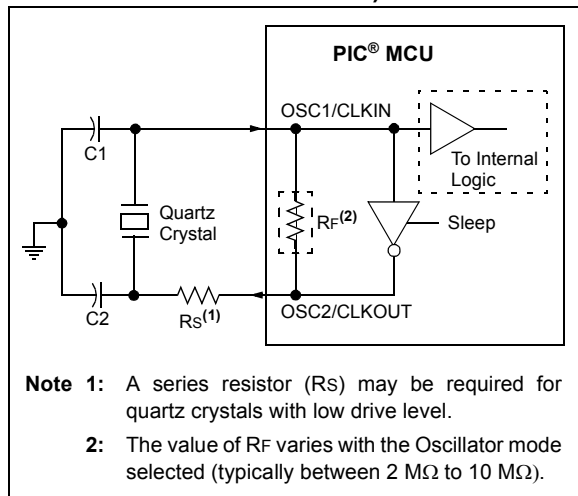 PIC® MCU
OSC1/CLKIN
C1
To Internal
Logic
Quartz
Crystal
RF(2)
Sleep
C2
RS(1)
OSC2/CLKOUT
Note 1: A series resistor (RS) may be required for
quartz crystals with low drive level.
2: The value of RF varies with the Oscillator mode
selected (typically between 2 MΩ to 10 MΩ).